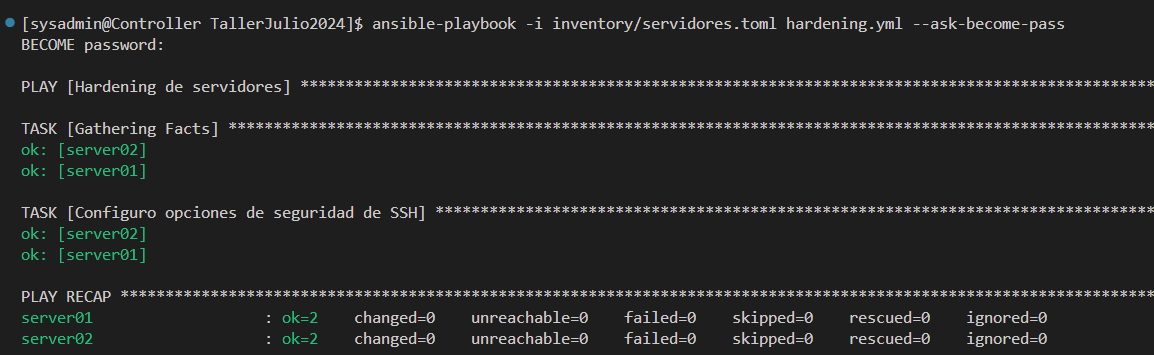 [sysadmin@Controller TallerJulio2024]$ ansible-playbook -i inventory/servidores.toml hardening.yml --ask-become-pass
BECOME password:
PLAY [Hardening de servidores] ******************************************************************************************
TASK [Gathering Facts] **************************************************************************************************
ok: [server02]
ok: [server01]
TASK [Configuro opciones de seguridad de SSH] ***************************************************************************
ok: [server02]
ok: [server01]
PLAY RECAP **************************************************************************************************************
server01 : ok=2 changed=0 unreachable=0 failed=0 skipped=0 rescued=0 ignored=0
server02 : ok=2 changed=0 unreachable=0 failed=0 skipped=0 rescued=0 ignored=0